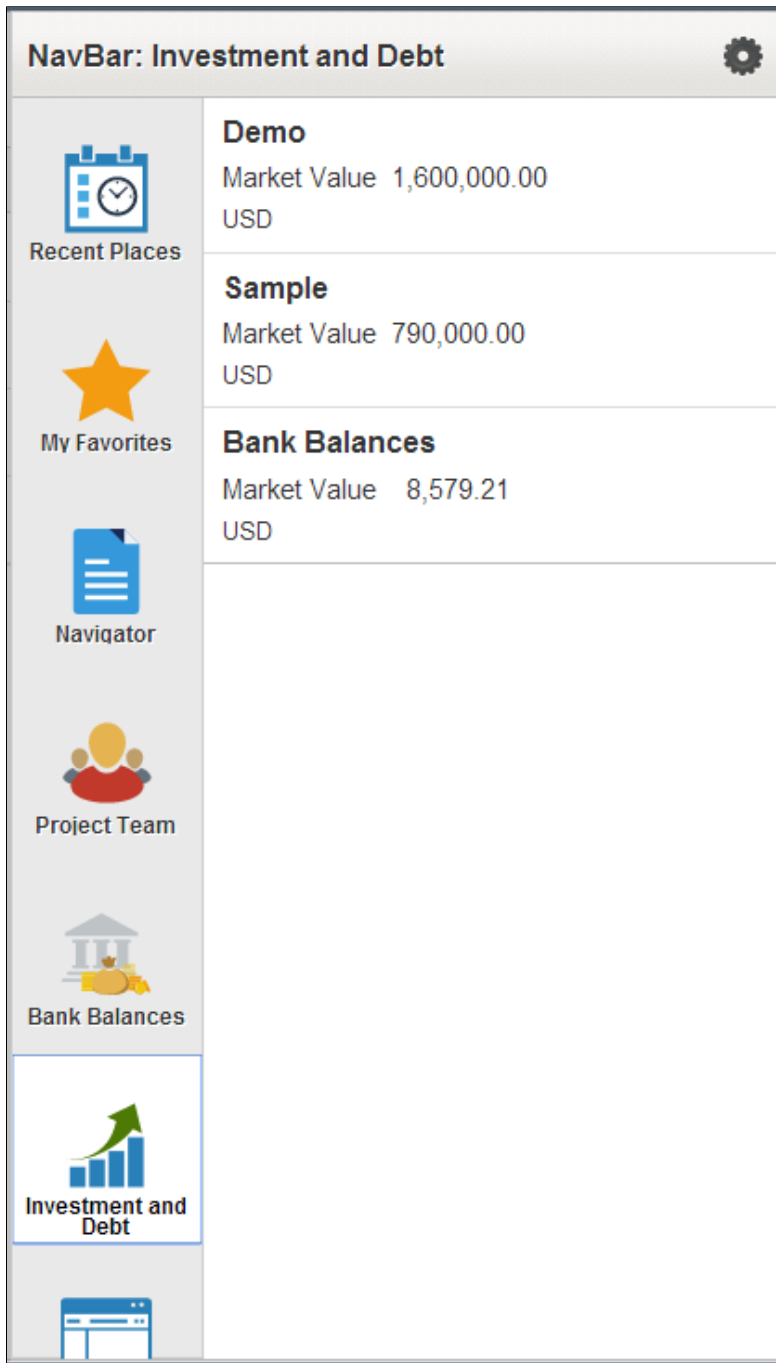 NavBar: Investment and Debt
Recent Places
My Favorites
Navigator
Project Team
Bank Balances
Investment and
Debt
Demo
Market Value 1,600,000.00
USD
Sample
Market Value 790,000.00
USD
Bank Balances
Market Value 8,579.21
USD